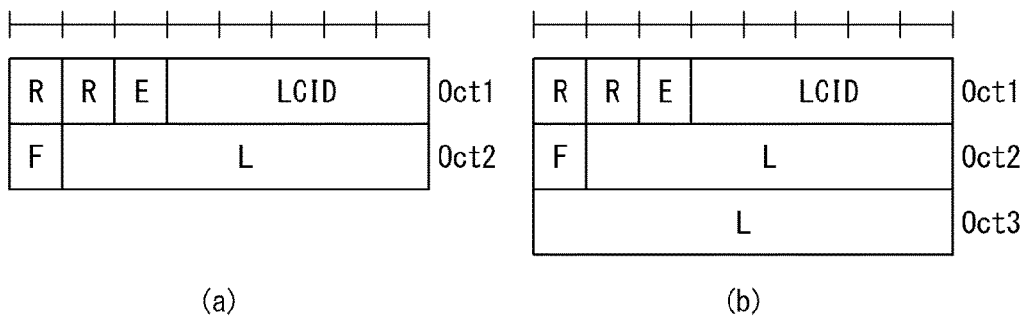 R R E LCID Oct1
F L Oct2
(a)
R R E LCID Oct1
F L Oct2
L Oct3
(b)